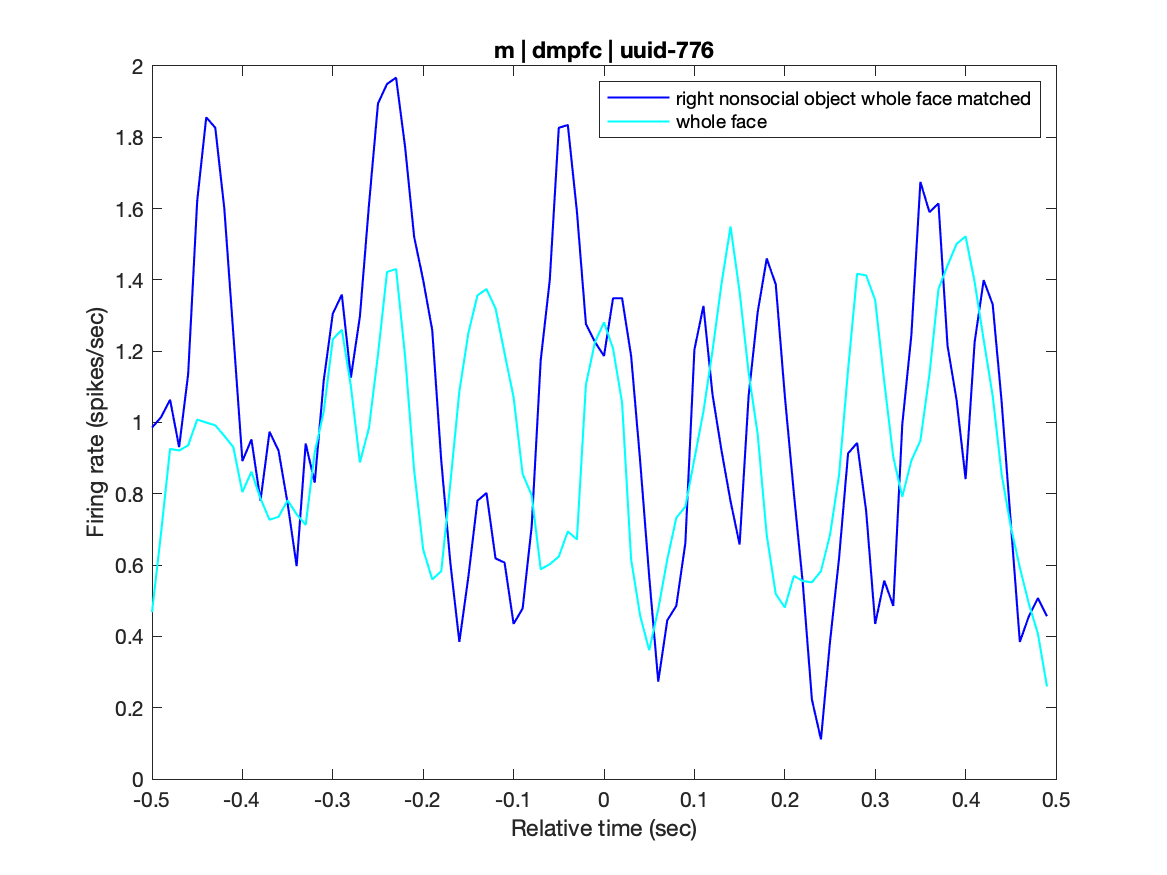 m | dmpfc | uuid-776
right nonsocial object whole face matched
whole face
Firing rate (spikes/sec)
2
1.8
1.6
1.4
1.2
1
0.8
0.6
0.4
0.2
0
-0.5 -0.4 -0.3 -0.2 -0.1 0 0.1 0.2 0.3 0.4 0.5
Relative time (sec)